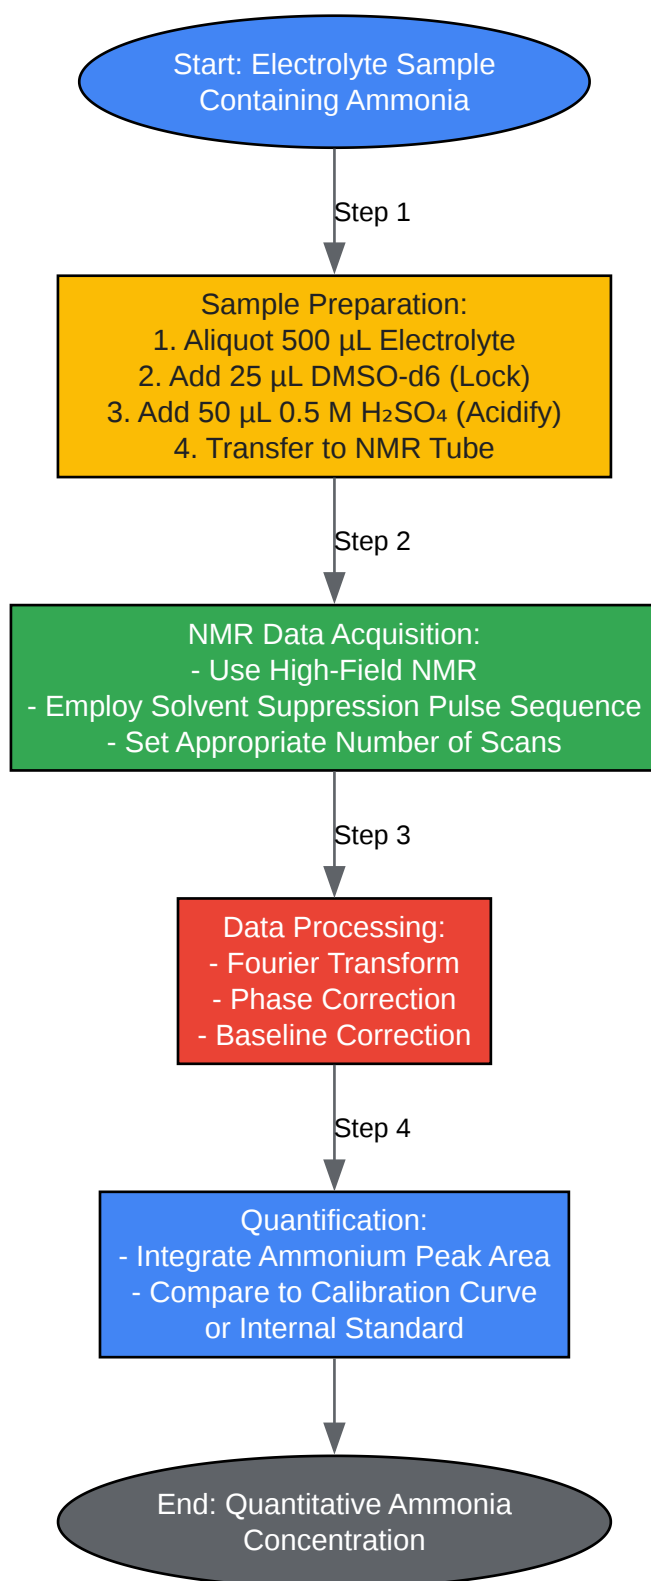 Start: Electrolyte Sample
Containing Ammonia
Step 1
Sample Preparation:
1. Aliquot 500 µL Electrolyte
2. Add 25 µL DMSO-d6 (Lock)
3. Add 50 µL 0.5 M H₂SO₄ (Acidify)
4. Transfer to NMR Tube
Step 2
NMR Data Acquisition:
- Use High-Field NMR
- Employ Solvent Suppression Pulse Sequence
- Set Appropriate Number of Scans
Step 3
Data Processing:
- Fourier Transform
- Phase Correction
- Baseline Correction
Step 4
Quantification:
- Integrate Ammonium Peak Area
- Compare to Calibration Curve
or Internal Standard
End: Quantitative Ammonia
Concentration